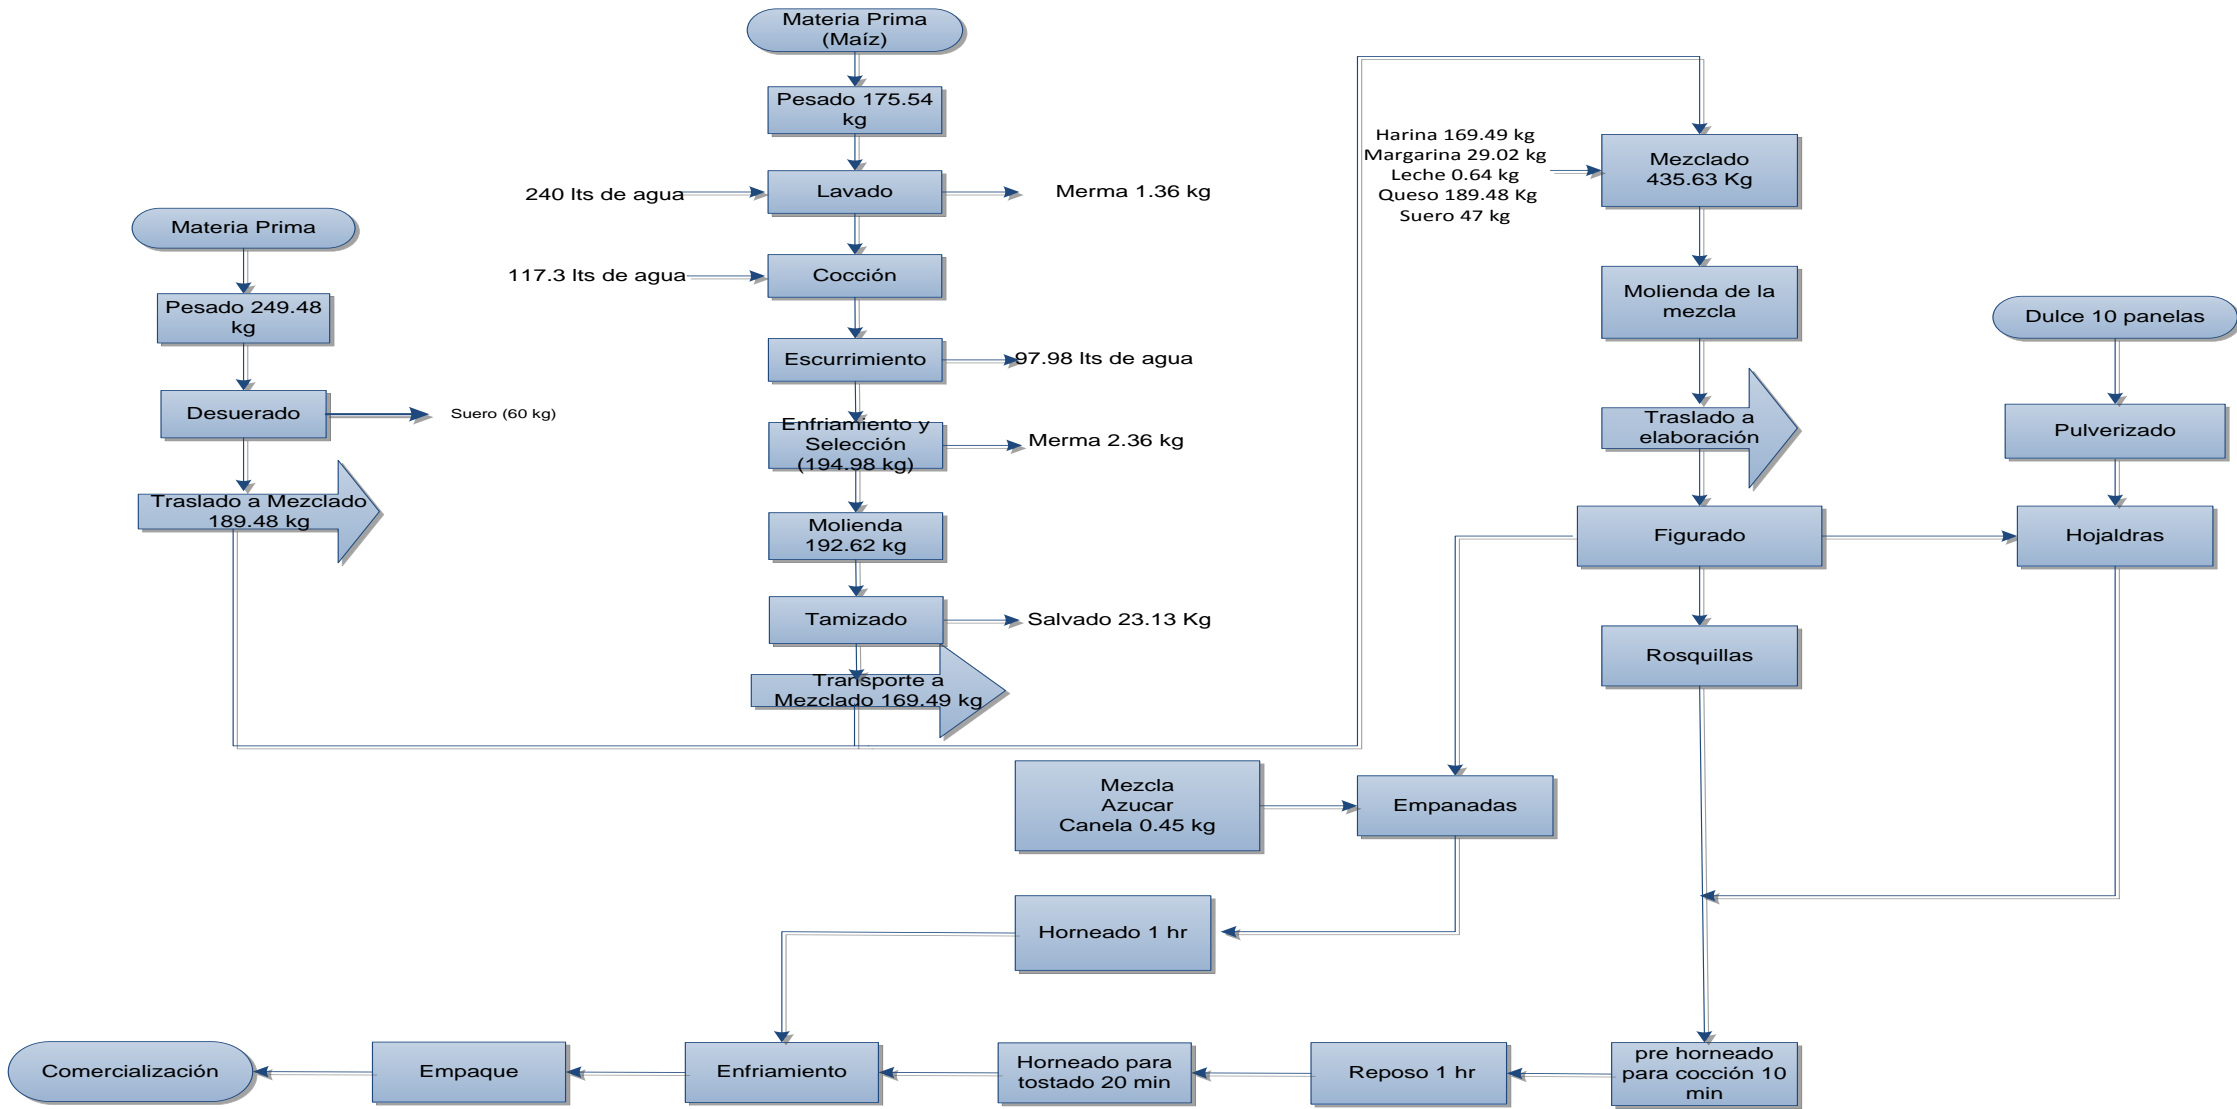 Materia Prima
(Maíz)
Pesado 175.54
kg
240 lts de agua
Lavado
Merma 1.36 kg
117.3 lts de agua
Cocción
Escurrimiento
97.98 lts de agua
Enfriamiento y
Selección
(194.98 kg)
Merma 2.36 kg
Molienda
192.62 kg
Tamizado
Salvado 23.13 Kg
Transporte a
Mezclado 169.49 kg
Materia Prima
Pesado 249.48
kg
Desuerado
Suero (60 kg)
Traslado a Mezclado
189.48 kg
Harina 169.49 kg
Margarina 29.02 kg
Leche 0.64 kg
Queso 189.48 Kg
Suero 47 kg
Mezclado
435.63 Kg
Molienda de la
mezcla
Traslado a
elaboración
Figurado
Dulce 10 panelas
Pulverizado
Hojaldras
Rosquillas
Mezcla
Azucar
Canela 0.45 kg
Empanadas
Horneado 1 hr
pre horneado
para cocción 10
min
Reposo 1 hr
Horneado para
tostado 20 min
Enfriamiento
Empaque
Comercialización